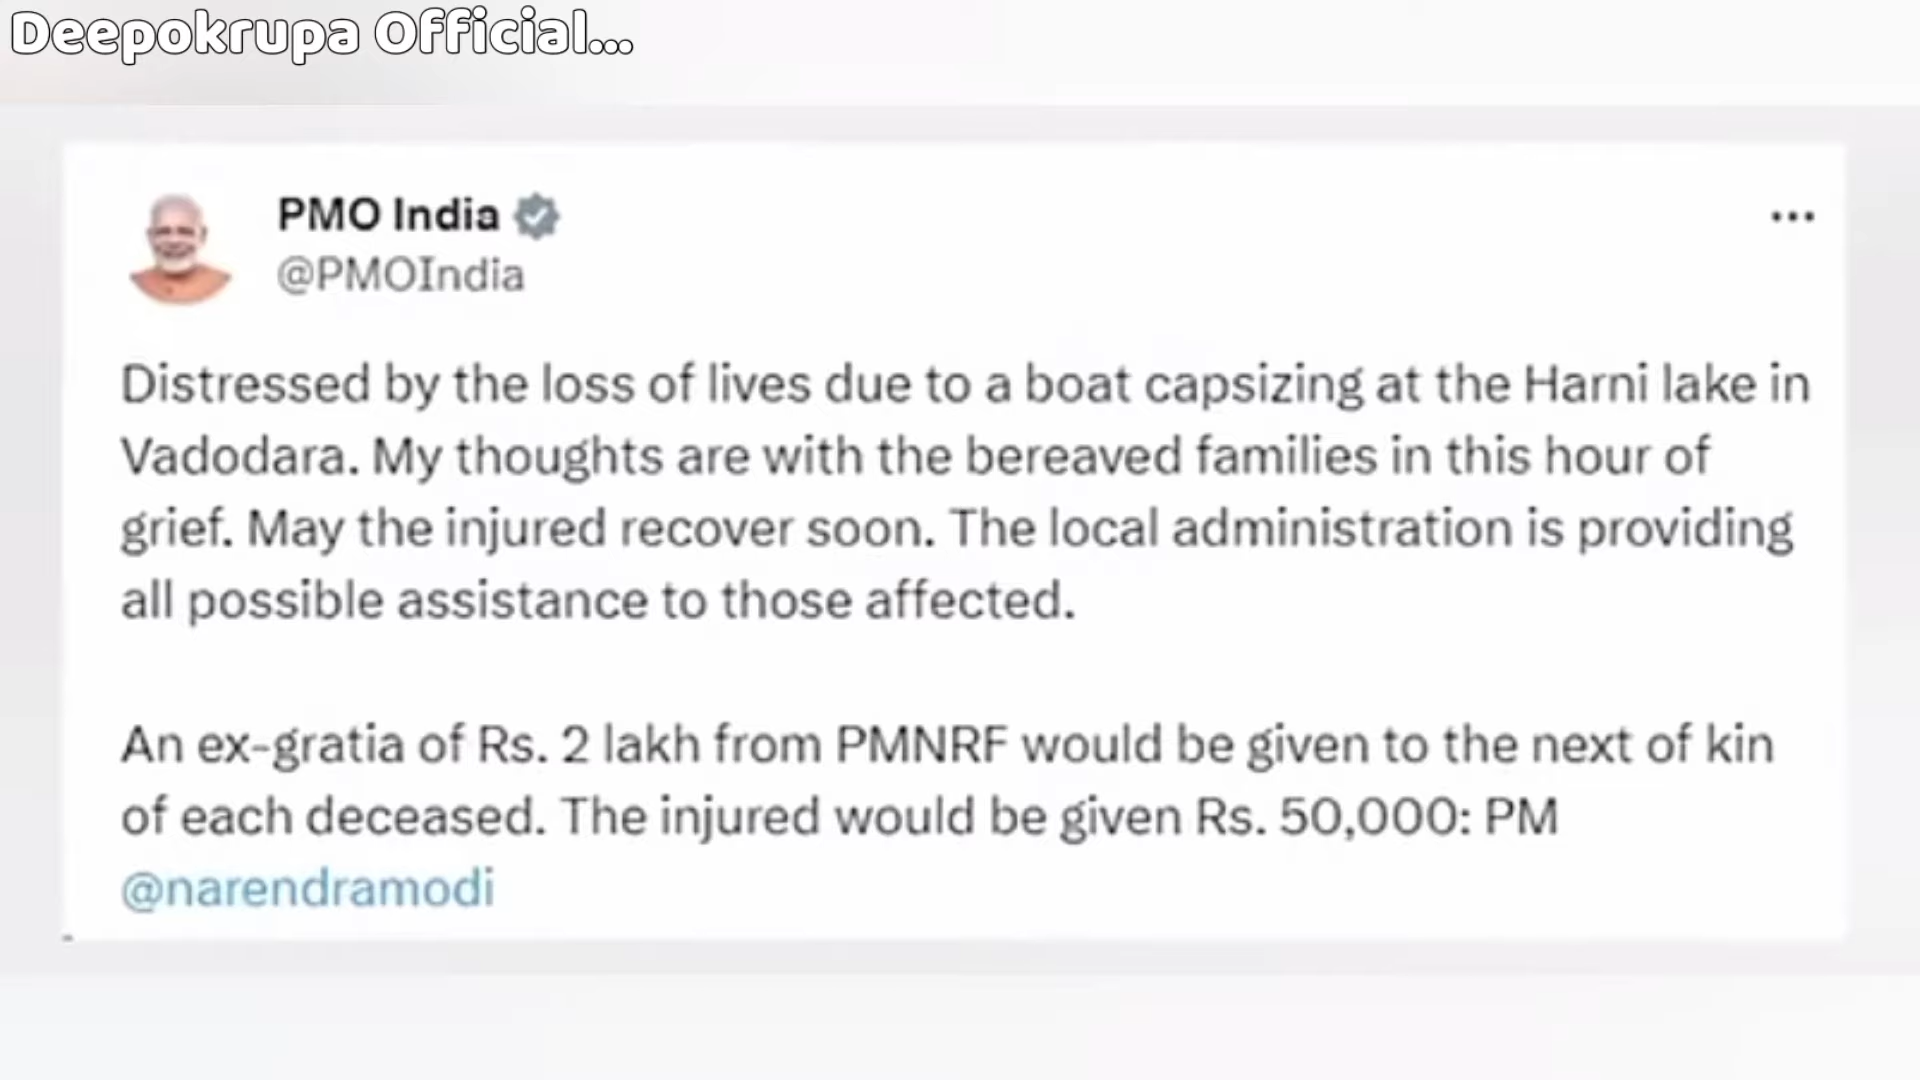 Deepokrupa Official...
PMO India
@PMOIndia
Distressed by the loss of lives due to a boat capsizing at the Harni lake in
Vadodara. My thoughts are with the bereaved families in this hour of
grief. May the injured recover soon. The local administration is providing
all possible assistance to those affected.
An ex-gratia of Rs. 2 lakh from PMNRF would be given to the next of kin
of each deceased. The injured would be given Rs. 50,000: PM
@narendramodi